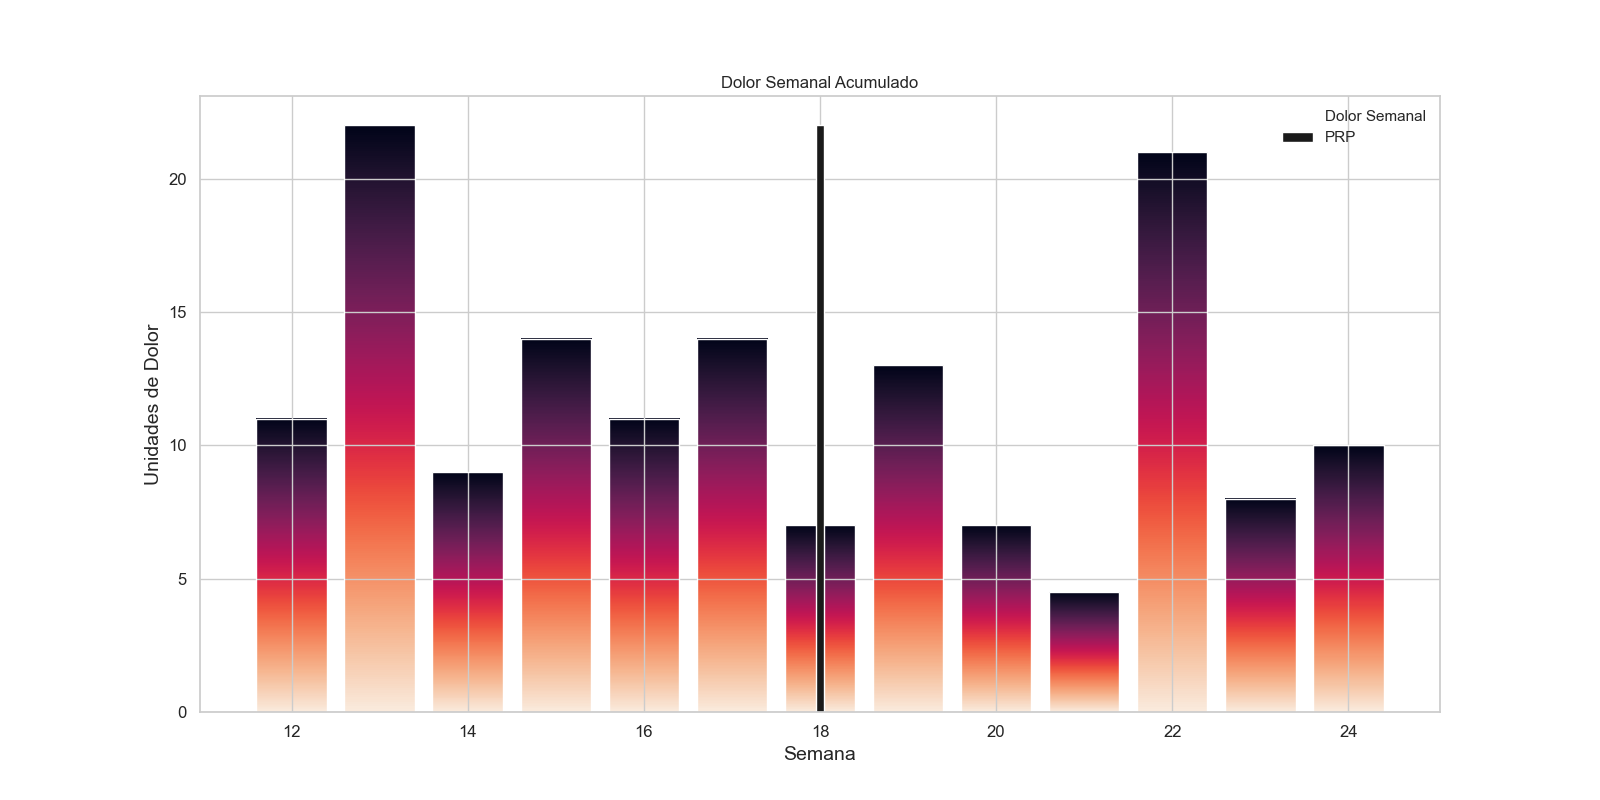 Dolor Semanal Acumulado
Dolor Semanal
PRP
Unidades de Dolor
20
15
10
5
0
12 14 16 18 20 22 24
Semana